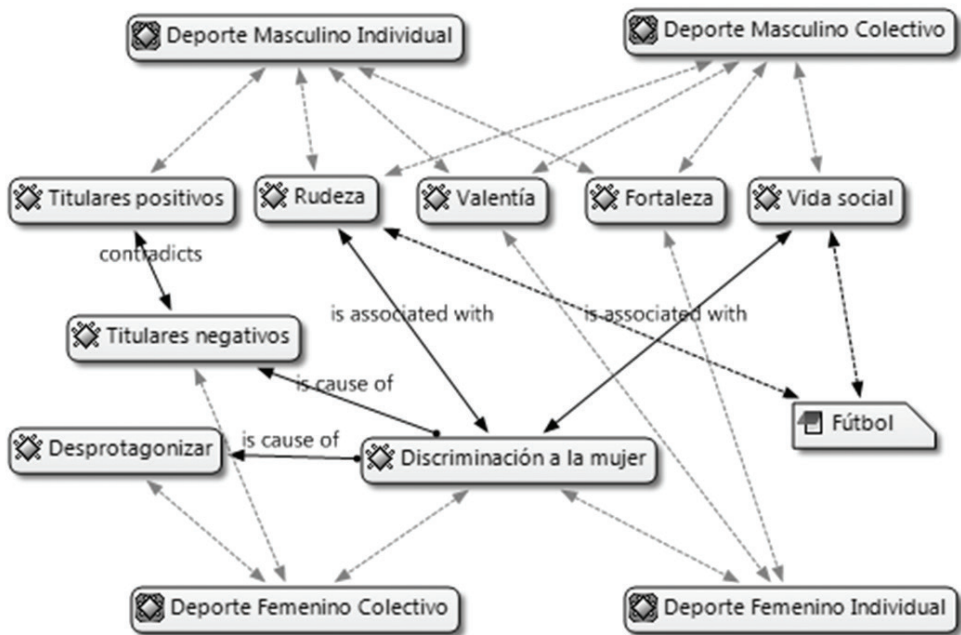 Deporte Masculino Individual
Deporte Masculino Colectivo
Titulares positivos
Rudeza
Valentía
Fortaleza
Vida social
contradicts
is associated with
is associated with
Titulares negativos
is cause of
Fútbol
Desprotagonizar
is cause of
Discriminación a la mujer
Deporte Femenino Colectivo
Deporte Femenino Individual